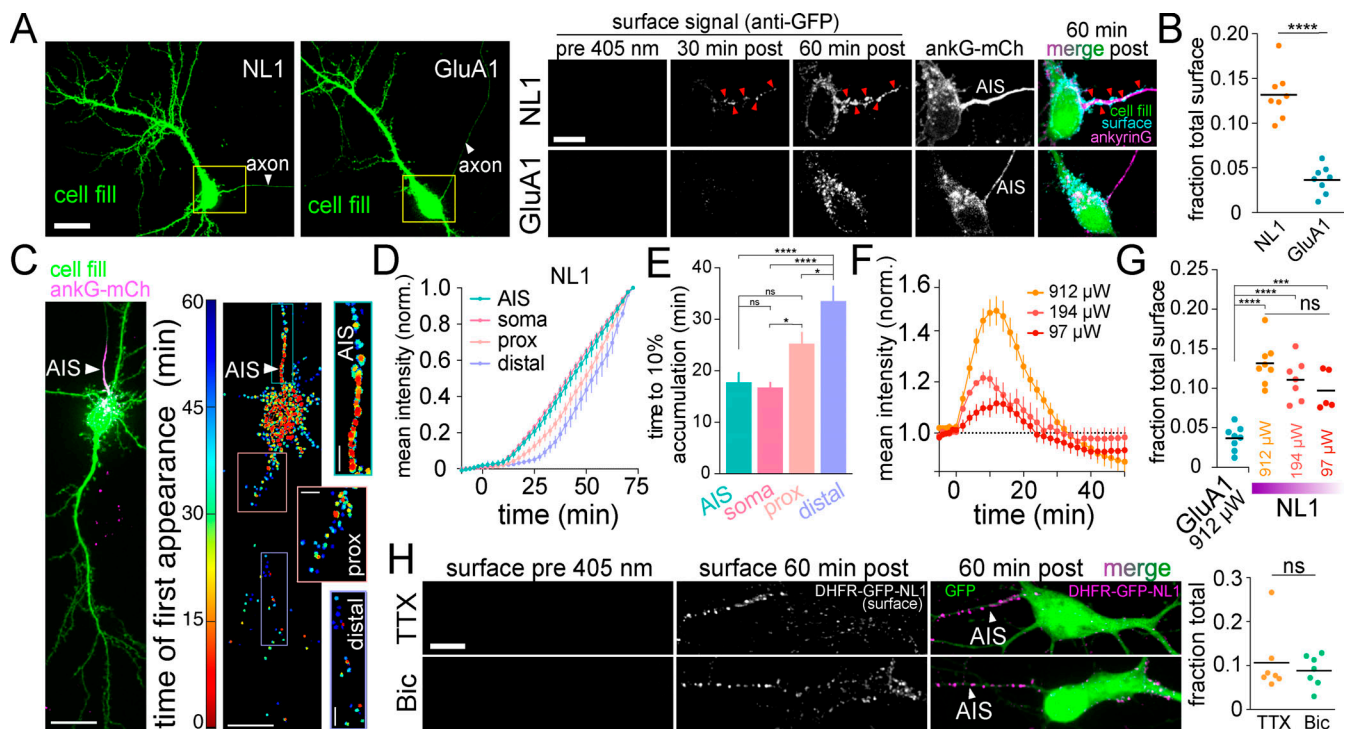 A
NL1
axon
cell fill
GluA1
axon
cell fill
surface signal (anti-GFP)
pre 405 nm
30 min post
60 min post
ankG-mCh
60 min
merge post
NL1
AIS
cell fill
surface
ankyrinG
GluA1
AIS
B
****
fraction total surface
0.20
0.15
0.10
0.05
0
NL1
GluA1
C
cell fill
ankG-mCh
AIS
time of first appearance (min)
60
45
30
15
0
AIS
AIS
prox
distal
D
NL1
mean intensity (norm.)
1.0
0.8
0.6
0.4
0.2
0
AIS
soma
prox
distal
0
25
50
75
time (min)
E
time to 10%
accumulation (min)
40
30
20
10
0
****
****
*
ns
ns
*
AIS
soma
prox
distal
F
mean intensity (norm.)
1.6
1.4
1.2
1.0
912 µW
194 µW
97 µW
0
20
40
time (min)
G
fraction total surface
0.25
0.20
0.15
0.10
0.05
0
***
****
****
ns
912 µW
194 µW
97 µW
GluA1
912 µW
NL1
H
surface pre 405 nm
surface 60 min post
60 min post merge
TTX
DHFR-GFP-NL1
(surface)
GFP
DHFR-GFP-NL1
AIS
Bic
AIS
fraction total
0.3
0.2
0.1
0
ns
TTX
Bic